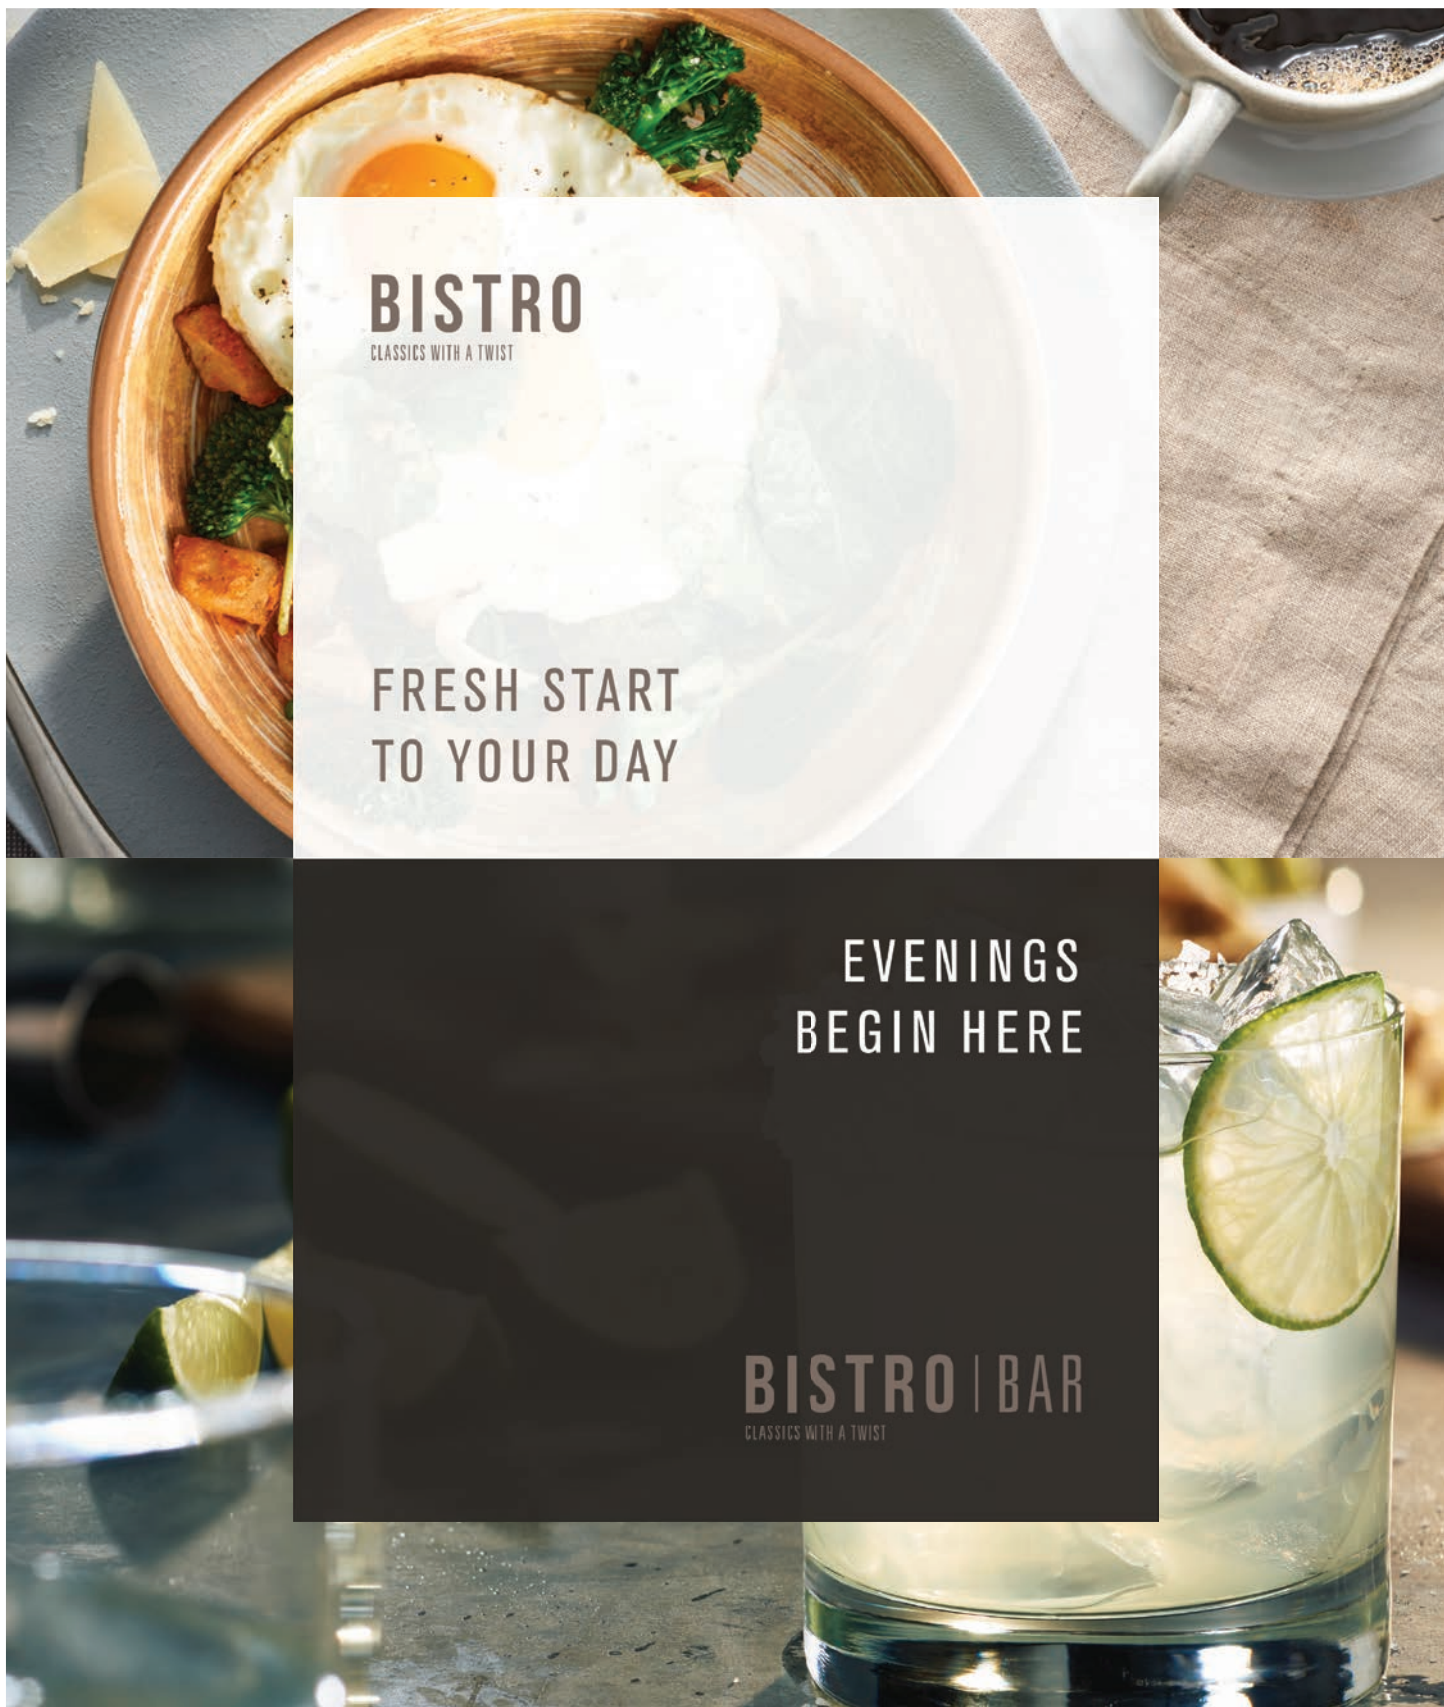 BISTRO
CLASSICS WITH A TWIST
FRESH START
TO YOUR DAY
EVENINGS
BEGIN HERE
BISTRO | BAR
CLASSICS WITH A TWIST